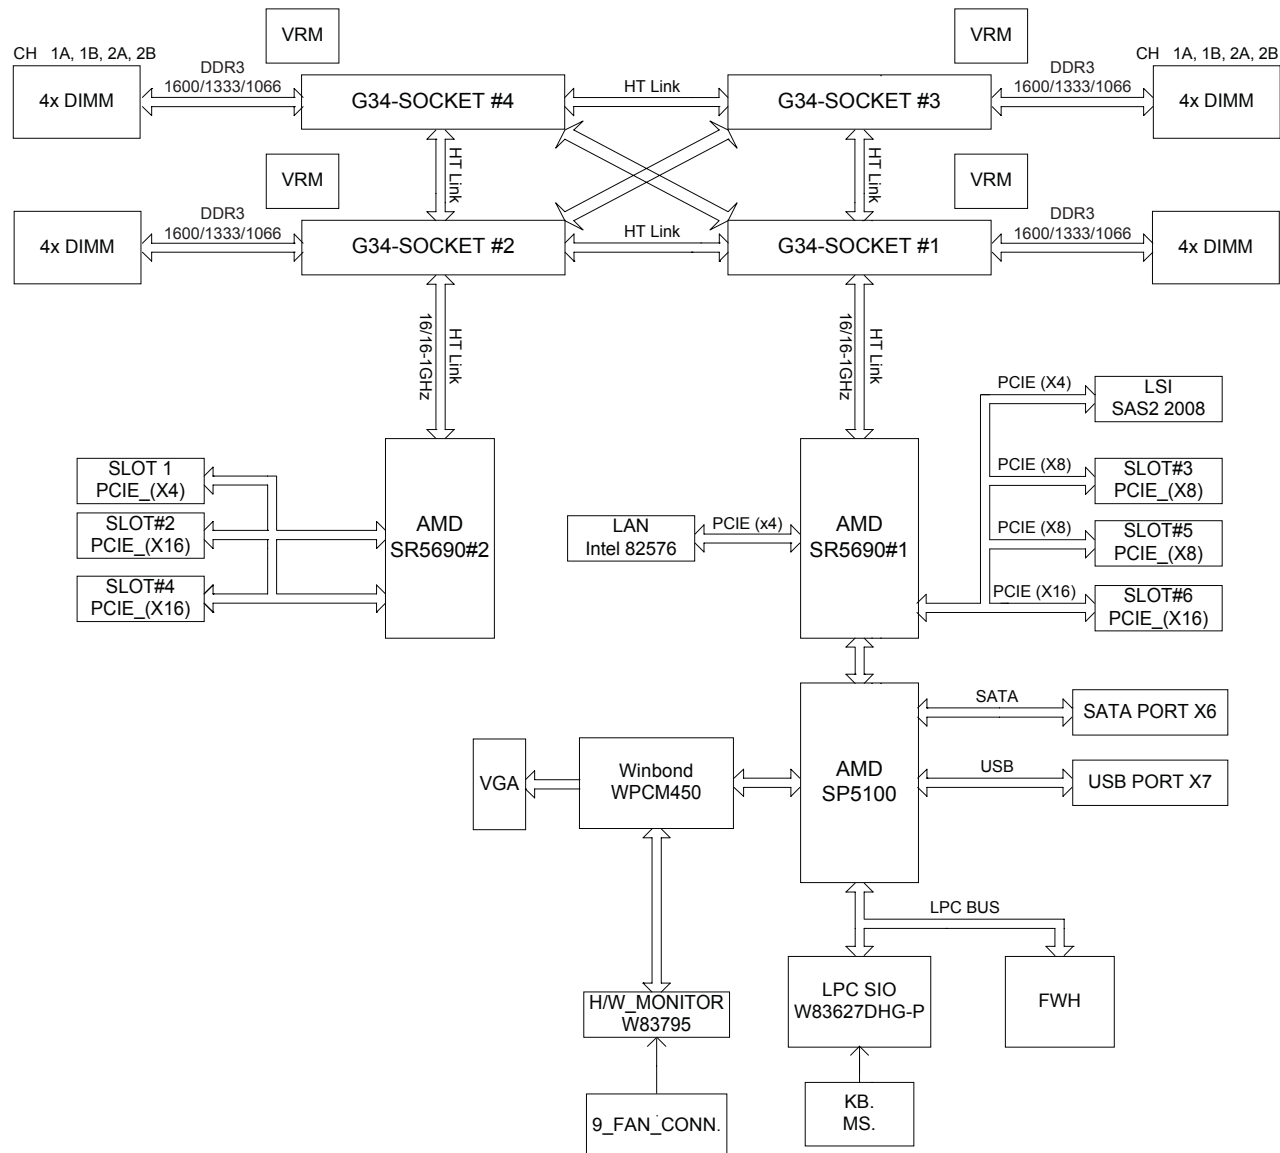 VRM
VRM
CH 1A, 1B, 2A, 2B
CH 1A, 1B, 2A, 2B
4x DIMM
DDR3
1600/1333/1066
G34-SOCKET #4
HT Link
G34-SOCKET #3
DDR3
1600/1333/1066
4x DIMM
HT Link
HT Link
VRM
VRM
4x DIMM
DDR3
1600/1333/1066
G34-SOCKET #2
HT Link
G34-SOCKET #1
DDR3
1600/1333/1066
4x DIMM
16/16-1GHz
HT Link
16/16-1GHz
HT Link
PCIE (X4)
LSI
SAS2 2008
SLOT 1
PCIE_(X4)
SLOT#2
PCIE_(X16)
SLOT#4
PCIE_(X16)
AMD
SR5690#2
LAN
Intel 82576
PCIE (x4)
AMD
SR5690#1
PCIE (X8)
SLOT#3
PCIE_(X8)
PCIE (X8)
SLOT#5
PCIE_(X8)
PCIE (X16)
SLOT#6
PCIE_(X16)
VGA
Winbond
WPCM450
AMD
SP5100
SATA
SATA PORT X6
USB
USB PORT X7
LPC BUS
H/W_MONITOR
W83795
LPC SIO
W83627DHG-P
FWH
9_FAN_CONN.
KB.
MS.